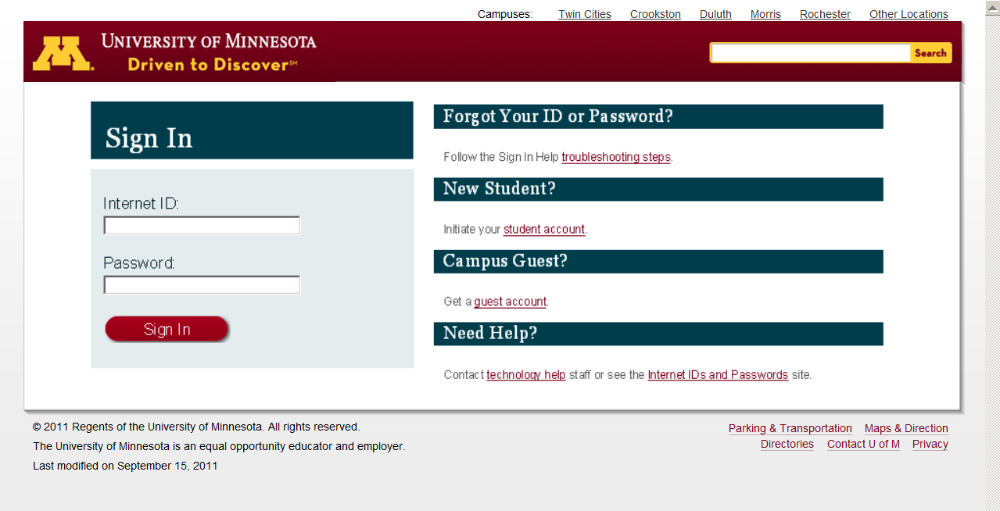 Campuses: Twin Cities Crookston Duluth Morris Rochester Other Locations
M
UNIVERSITY OF MINNESOTA
Driven to Discover℠
Search
Sign In
Internet ID:
Password:
Sign In
Forgot Your ID or Password?
Follow the Sign In Help troubleshooting steps.
New Student?
Initiate your student account.
Campus Guest?
Get a guest account.
Need Help?
Contact technology help staff or see the Internet IDs and Passwords site.
© 2011 Regents of the University of Minnesota. All rights reserved.
The University of Minnesota is an equal opportunity educator and employer.
Last modified on September 15, 2011
Parking & Transportation Maps & Direction
Directories Contact U of M Privacy